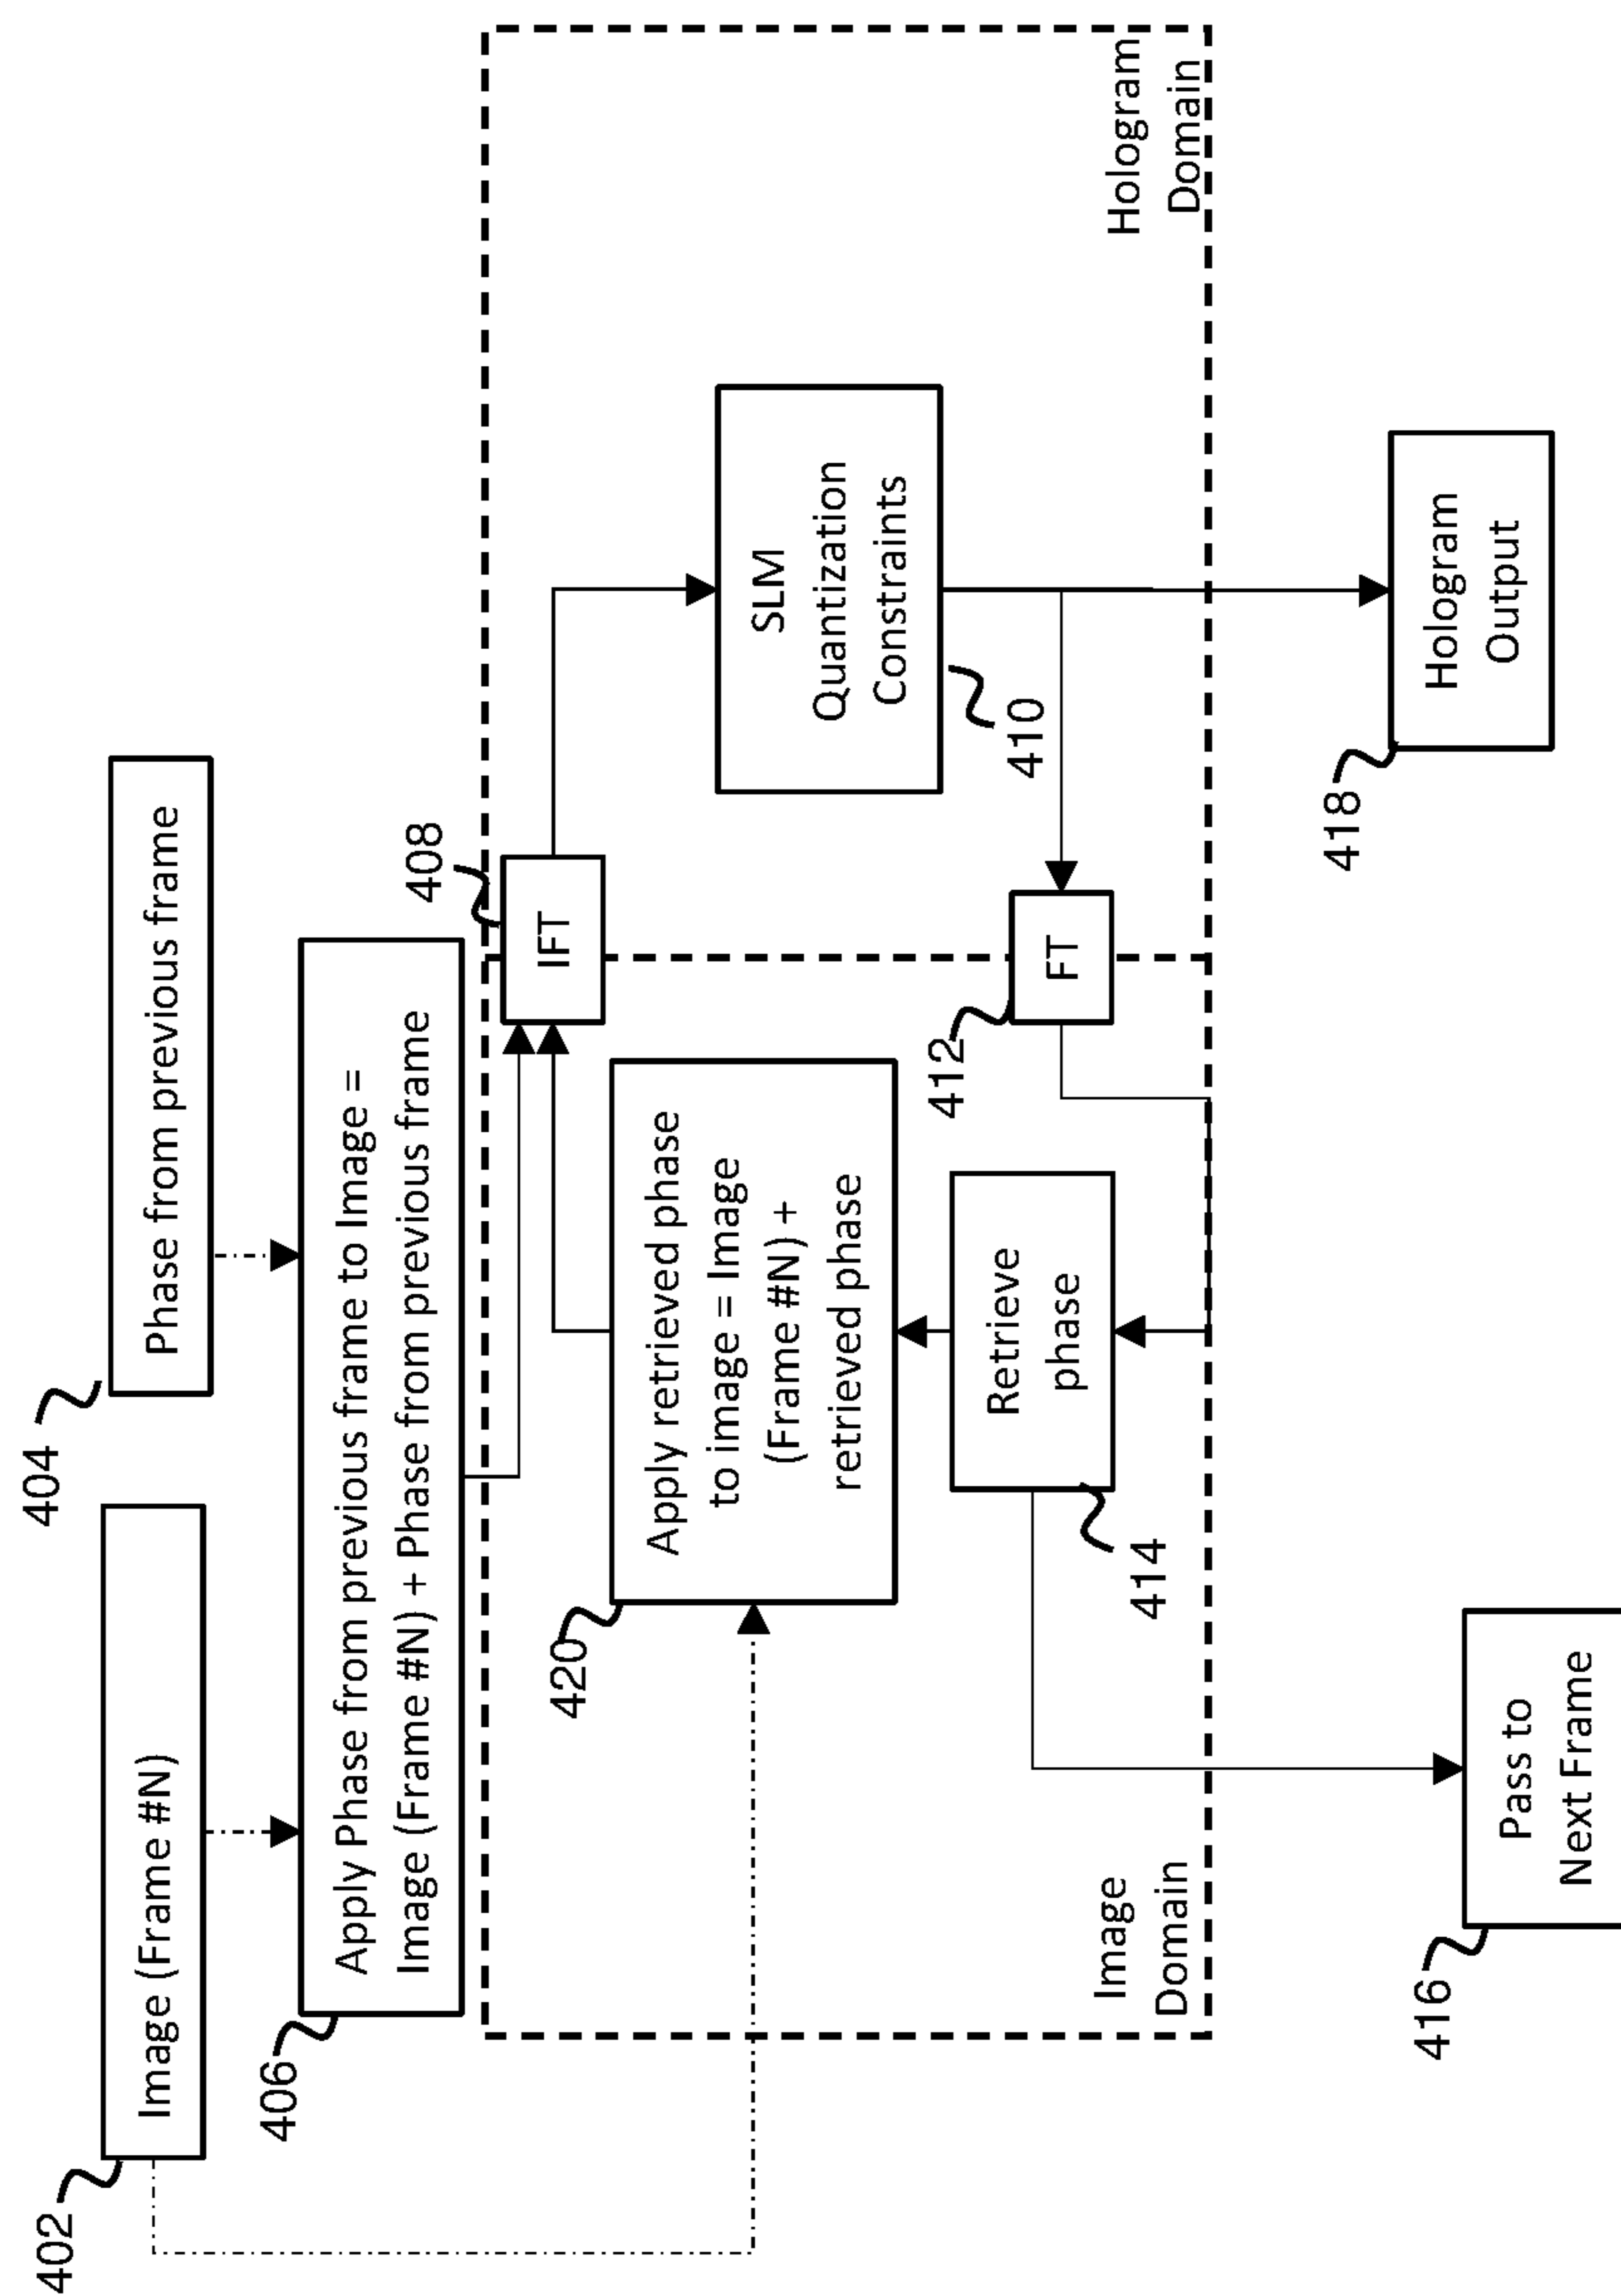 402
Image (Frame #N)
404
Phase from previous frame
406
Apply Phase from previous frame to Image =
Image (Frame #N) + Phase from previous frame
408
IFT
420
Apply retrieved phase
to image = Image
(Frame #N) +
retrieved phase
SLM
Quantization
Constraints
410
412
FT
Retrieve
phase
414
Image
Domain
Hologram
Domain
416
Pass to
Next Frame
418
Hologram
Output